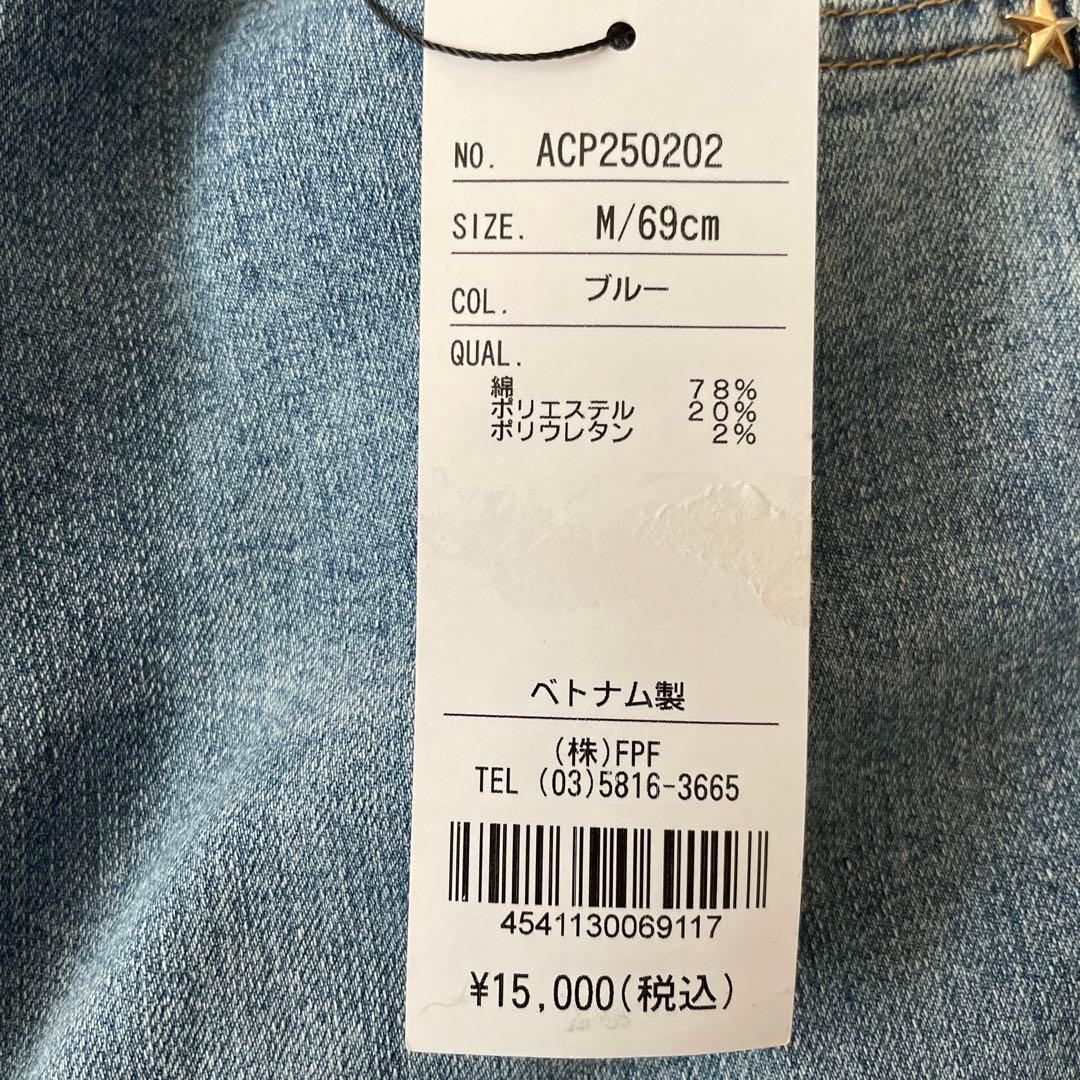 NO. ACP250202
SIZE. M/69cm
COL. ブルー
QUAL.
綿 78%
ポリエステル 20%
ポリウレタン 2%
ベトナム製
(株)FPF
TEL (03)5816-3665
4541130069117
¥15,000(税込)